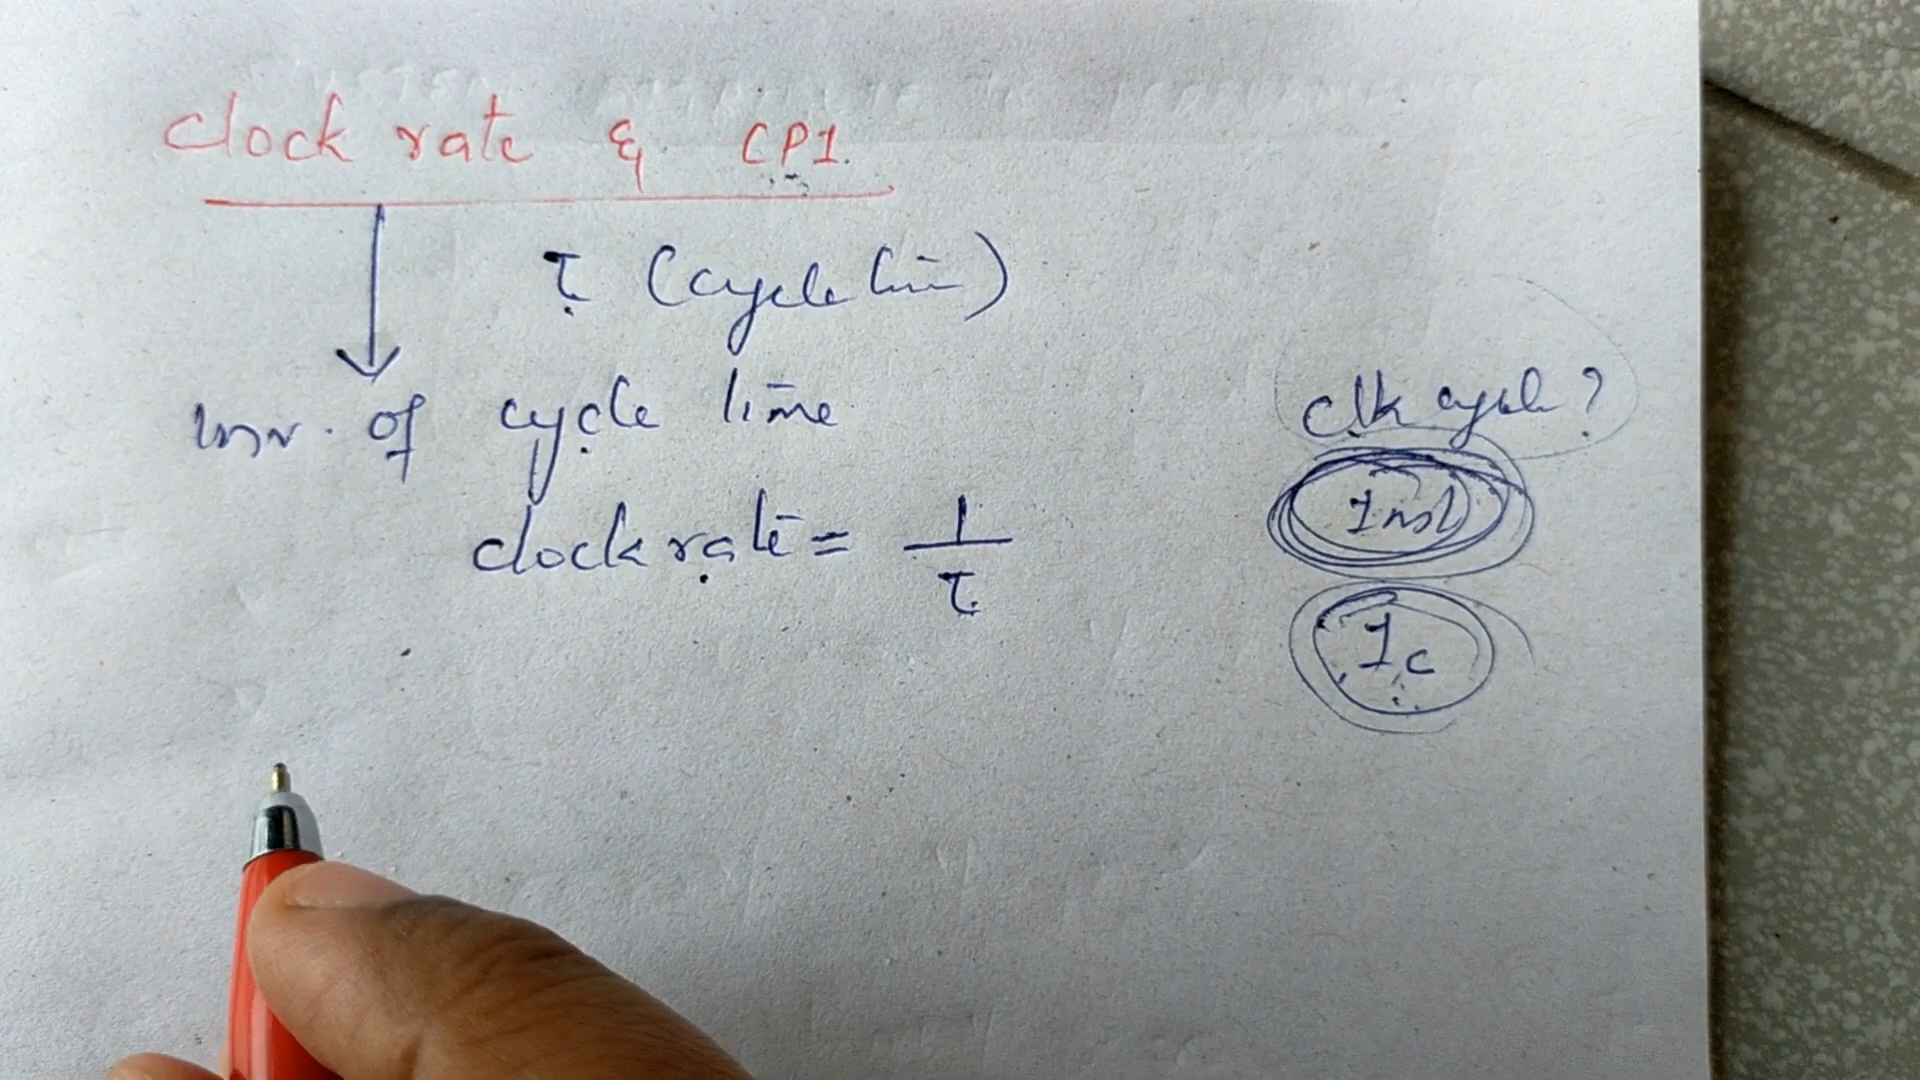 clock rate & CPI.
τ (cycle time)
inv. of cycle time
clock rate = 1/τ
clk cycle?
Inst
Ic